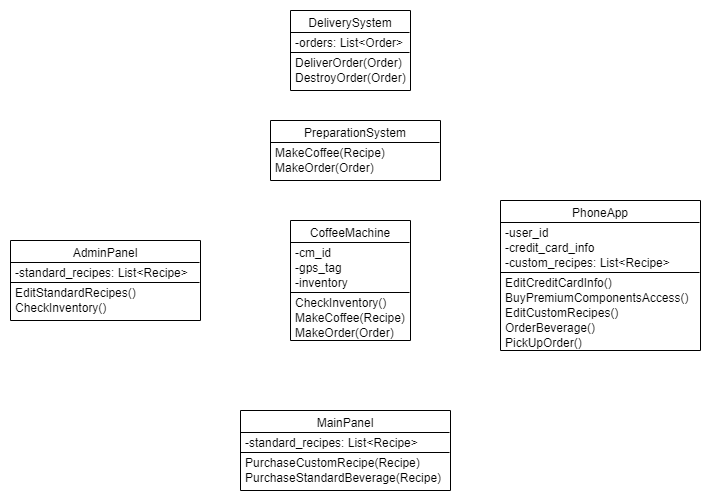 DeliverySystem
-orders: List<Order>
DeliverOrder(Order)
DestroyOrder(Order)
PreparationSystem
MakeCoffee(Recipe)
MakeOrder(Order)
AdminPanel
-standard_recipes: List<Recipe>
EditStandardRecipes()
CheckInventory()
CoffeeMachine
-cm_id
-gps_tag
-inventory
CheckInventory()
MakeCoffee(Recipe)
MakeOrder(Order)
PhoneApp
-user_id
-credit_card_info
-custom_recipes: List<Recipe>
EditCreditCardInfo()
BuyPremiumComponentsAccess()
EditCustomRecipes()
OrderBeverage()
PickUpOrder()
MainPanel
-standard_recipes: List<Recipe>
PurchaseCustomRecipe(Recipe)
PurchaseStandardBeverage(Recipe)